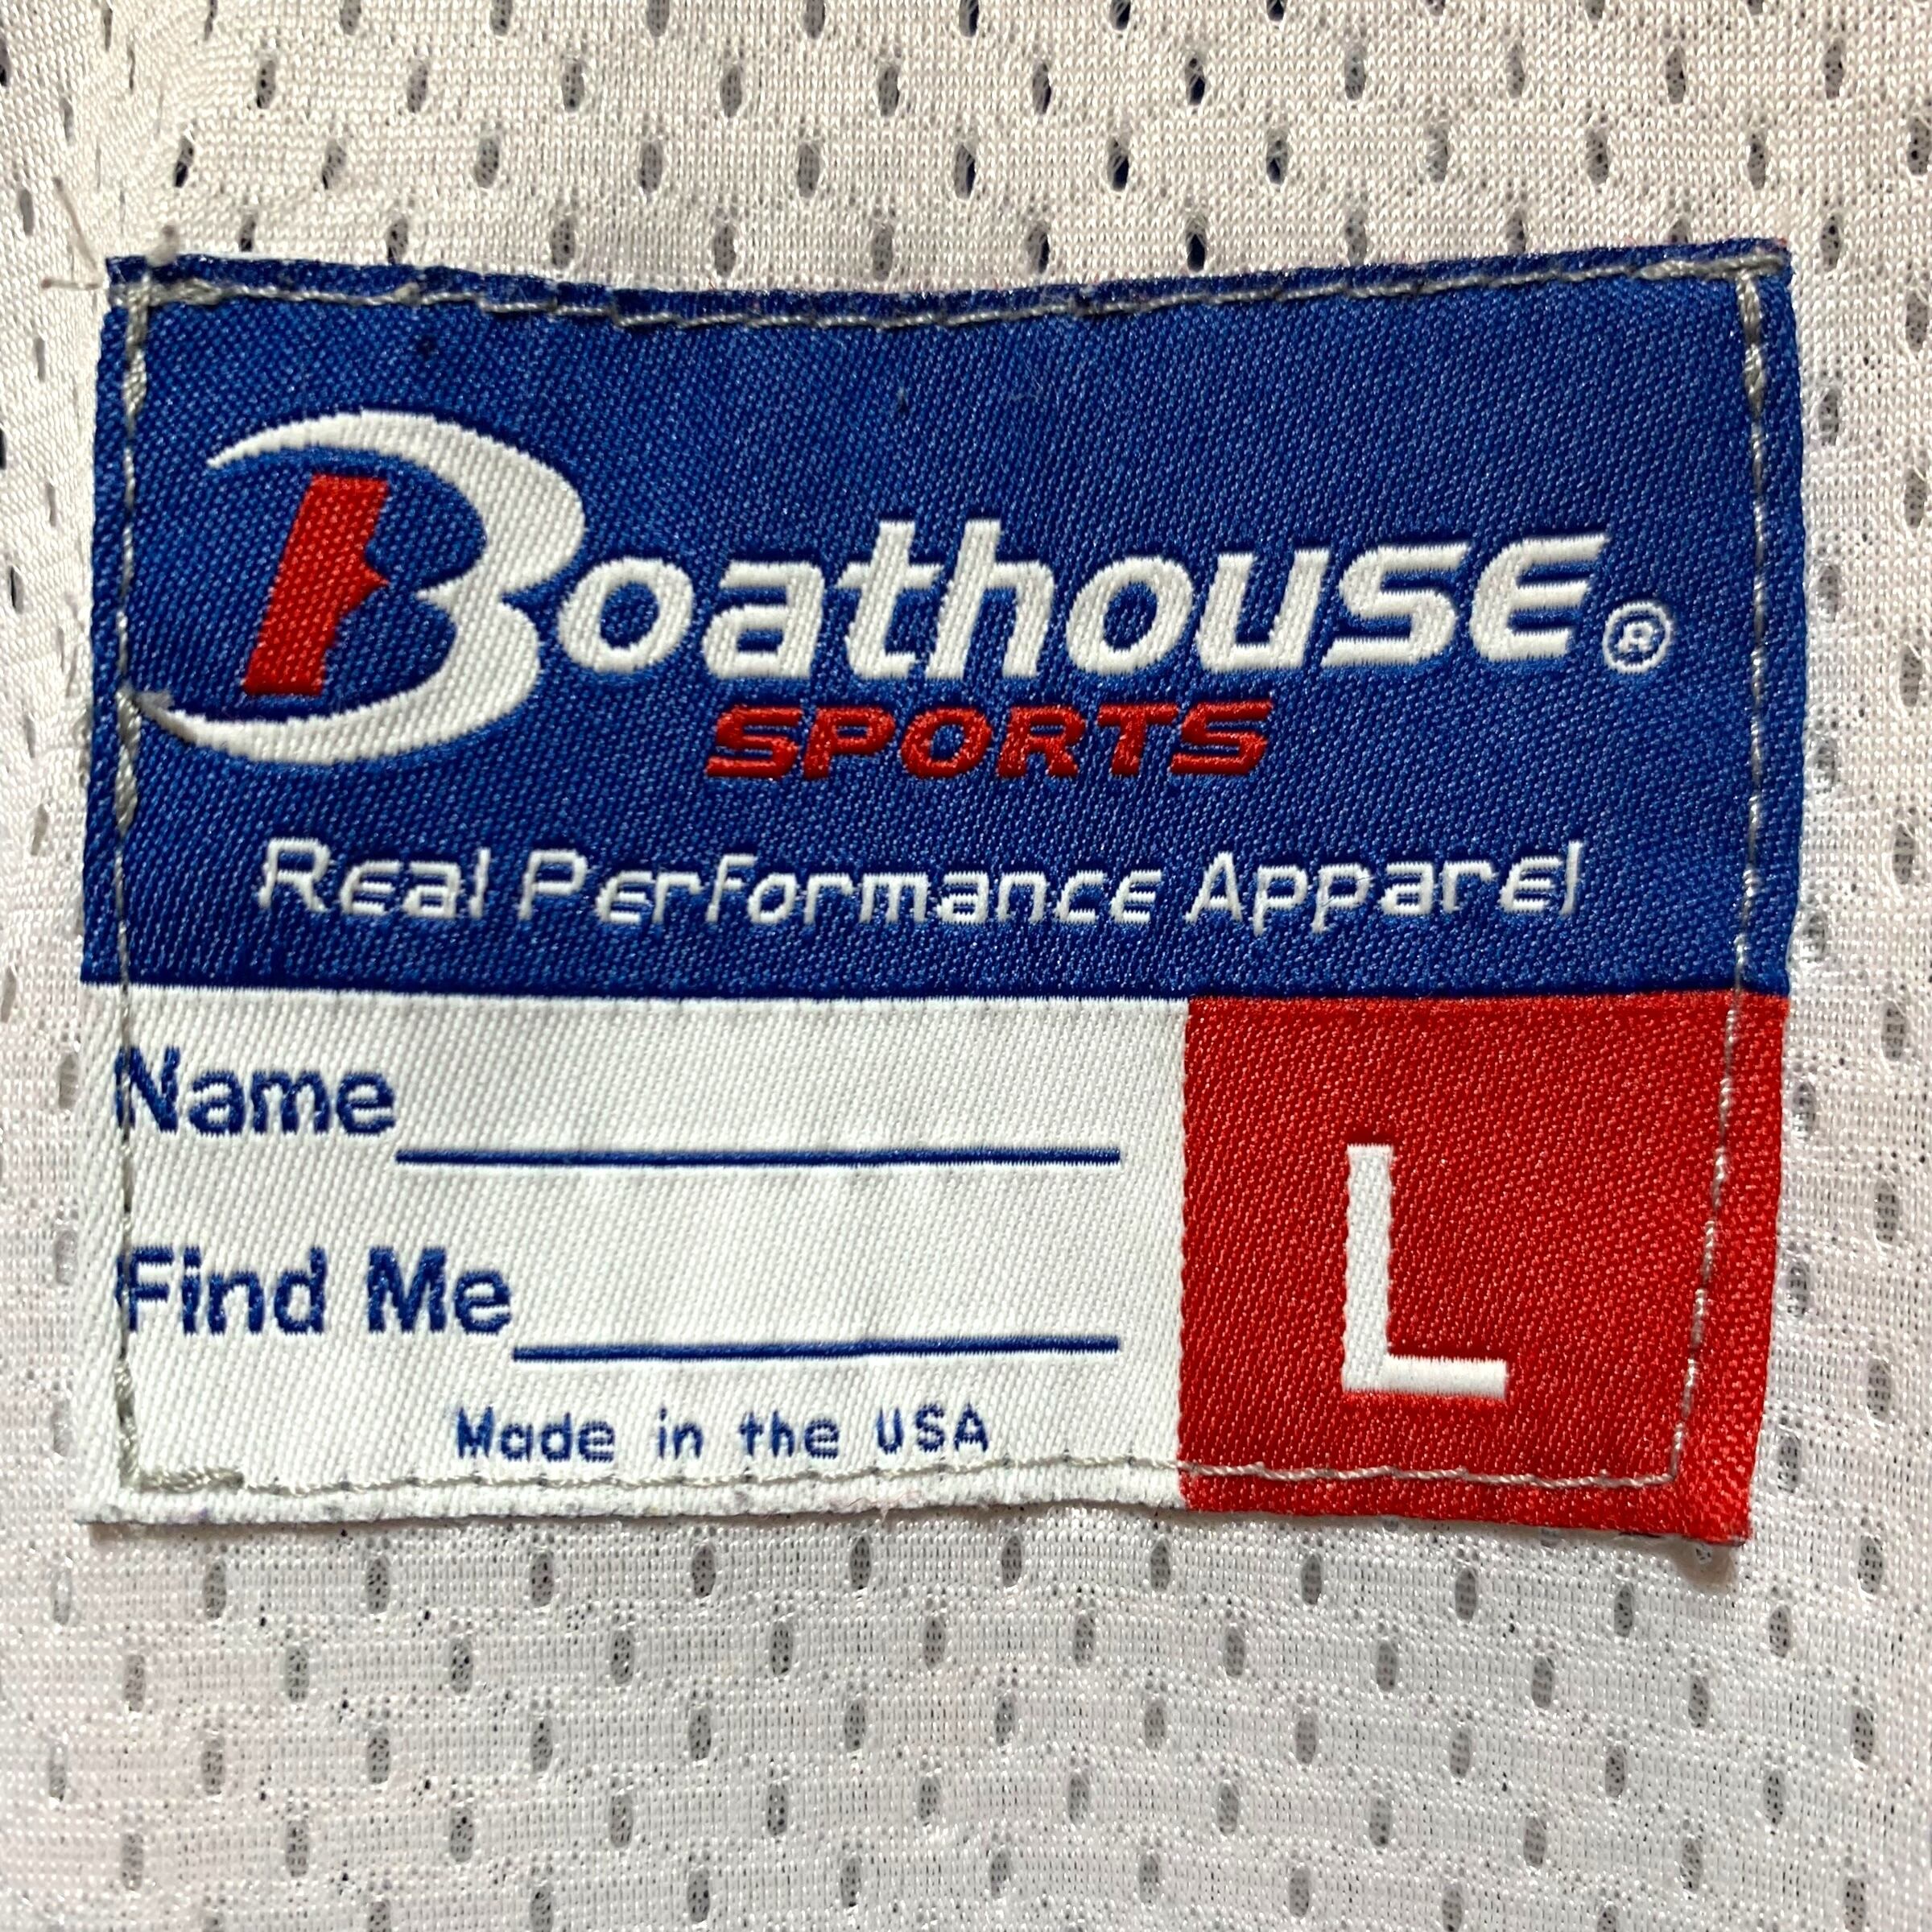 Boathouse®
SPORTS
Real Performance Apparel
Name
Find Me
Made in the USA
L